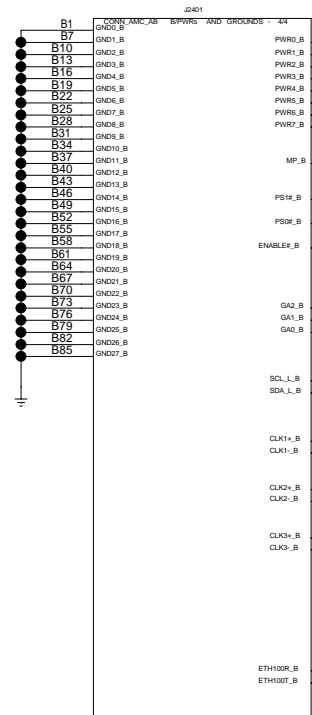 J2401
CONN_AMC_AB B/PWRs AND GROUNDS - 4/4
B1 GND0_B PWR0_B
B7 GND1_B PWR1_B
B10 GND2_B PWR2_B
B13 GND3_B PWR3_B
B16 GND4_B PWR4_B
B19 GND5_B PWR5_B
B22 GND6_B PWR6_B
B25 GND7_B PWR7_B
B28 GND8_B
B31 GND9_B
B34 GND10_B
B37 GND11_B MP_B
B40 GND12_B
B43 GND13_B
B46 GND14_B PS1#_B
B49 GND15_B
B52 GND16_B PS0#_B
B55 GND17_B
B58 GND18_B ENABLE#_B
B61 GND19_B
B64 GND20_B
B67 GND21_B
B70 GND22_B
B73 GND23_B GA2_B
B76 GND24_B GA1_B
B79 GND25_B GA0_B
B82 GND26_B
B85 GND27_B
SCL_L_B
SDA_L_B
CLK1+_B
CLK1-_B
CLK2+_B
CLK2-_B
CLK3+_B
CLK3-_B
ETH100R_B
ETH100T_B